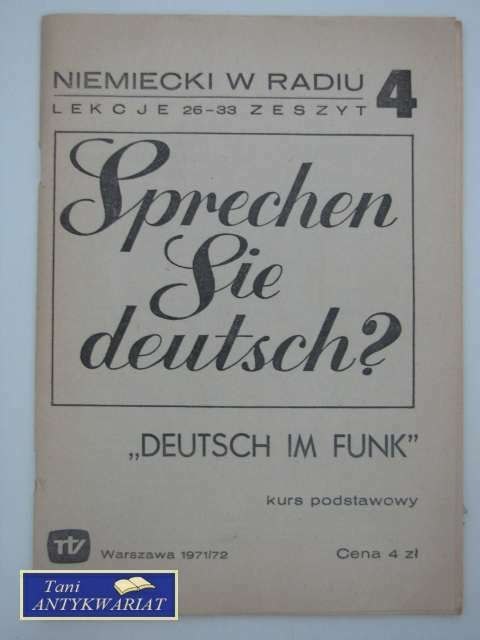 NIEMIECKI W RADIU
LEKCJE 26-33 ZESZYT 4
Sprechen
Sie
deutsch?
„DEUTSCH IM FUNK”
kurs podstawowy
Warszawa 1971/72
Cena 4 zł
Tani
ANTYKWARIAT